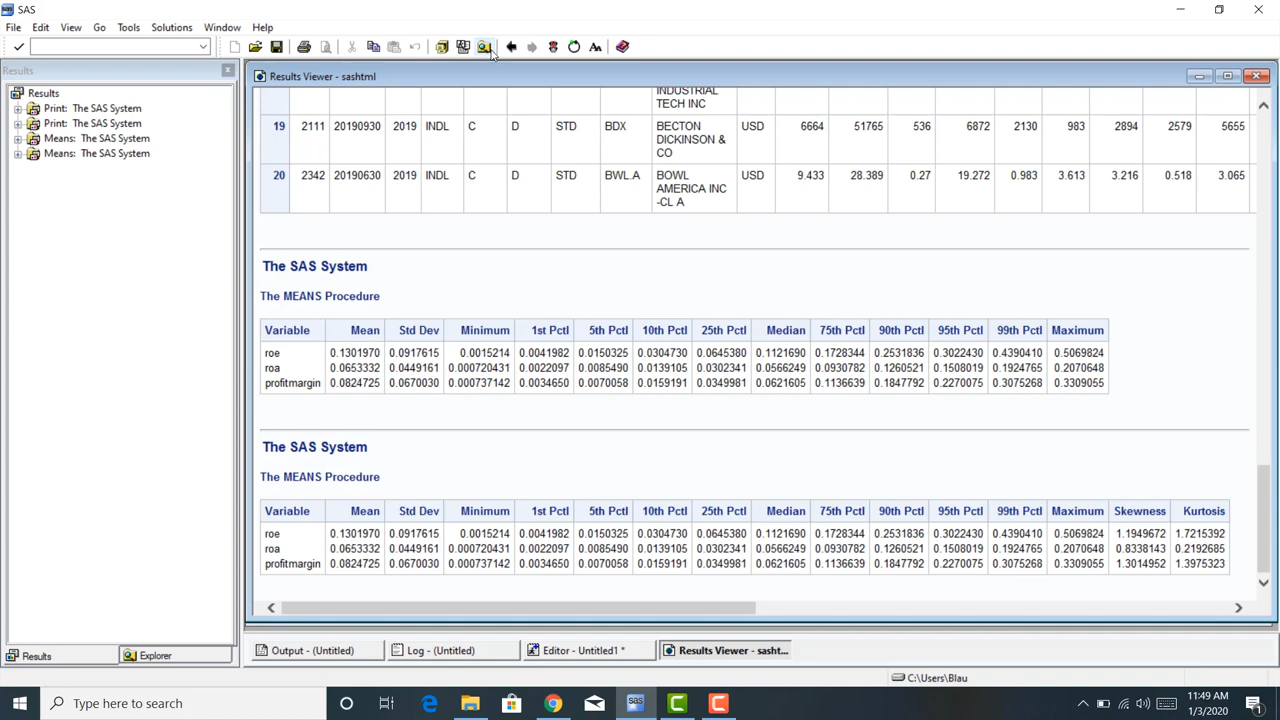 SAS
File Edit View Go Tools Solutions Window Help
Results
Results Viewer - sashtml
Results
Print: The SAS System
Print: The SAS System
Means: The SAS System
Means: The SAS System
INDUSTRIAL
TECH INC
19 2111 20190930 2019 INDL C D STD BDX BECTON USD 6664 51765 536 6872 2130 983 2894 2579 5655
DICKINSON &
CO
20 2342 20190630 2019 INDL C D STD BWL.A BOWL USD 9.433 28.389 0.27 19.272 0.983 3.613 3.216 0.518 3.065
AMERICA INC
-CL A
The SAS System
The MEANS Procedure
Variable Mean Std Dev Minimum 1st Pctl 5th Pctl 10th Pctl 25th Pctl Median 75th Pctl 90th Pctl 95th Pctl 99th Pctl Maximum
roe 0.1301970 0.0917615 0.0015214 0.0041982 0.0150325 0.0304730 0.0645380 0.1121690 0.1728344 0.2531836 0.3022430 0.4390410 0.5069824
roa 0.0653332 0.0449161 0.000720431 0.0022097 0.0085490 0.0139105 0.0302341 0.0566249 0.0930782 0.1260521 0.1508019 0.1924765 0.2070648
profitmargin 0.0824725 0.0670030 0.000737142 0.0034650 0.0070058 0.0159191 0.0349981 0.0621605 0.1136639 0.1847792 0.2270075 0.3075268 0.3309055
The SAS System
The MEANS Procedure
Variable Mean Std Dev Minimum 1st Pctl 5th Pctl 10th Pctl 25th Pctl Median 75th Pctl 90th Pctl 95th Pctl 99th Pctl Maximum Skewness Kurtosis
roe 0.1301970 0.0917615 0.0015214 0.0041982 0.0150325 0.0304730 0.0645380 0.1121690 0.1728344 0.2531836 0.3022430 0.4390410 0.5069824 1.1949672 1.7215392
roa 0.0653332 0.0449161 0.000720431 0.0022097 0.0085490 0.0139105 0.0302341 0.0566249 0.0930782 0.1260521 0.1508019 0.1924765 0.2070648 0.8338141 0.2192685
profitmargin 0.0824725 0.0670030 0.000737142 0.0034650 0.0070058 0.0159191 0.0349981 0.0621605 0.1136639 0.1847792 0.2270075 0.3075268 0.3309055 1.3014952 1.3975323
Results Explorer
Output - (Untitled) Log - (Untitled) Editor - Untitled1 * Results Viewer - sasht...
C:\Users\Blau
Type here to search
11:49 AM
1/3/2020